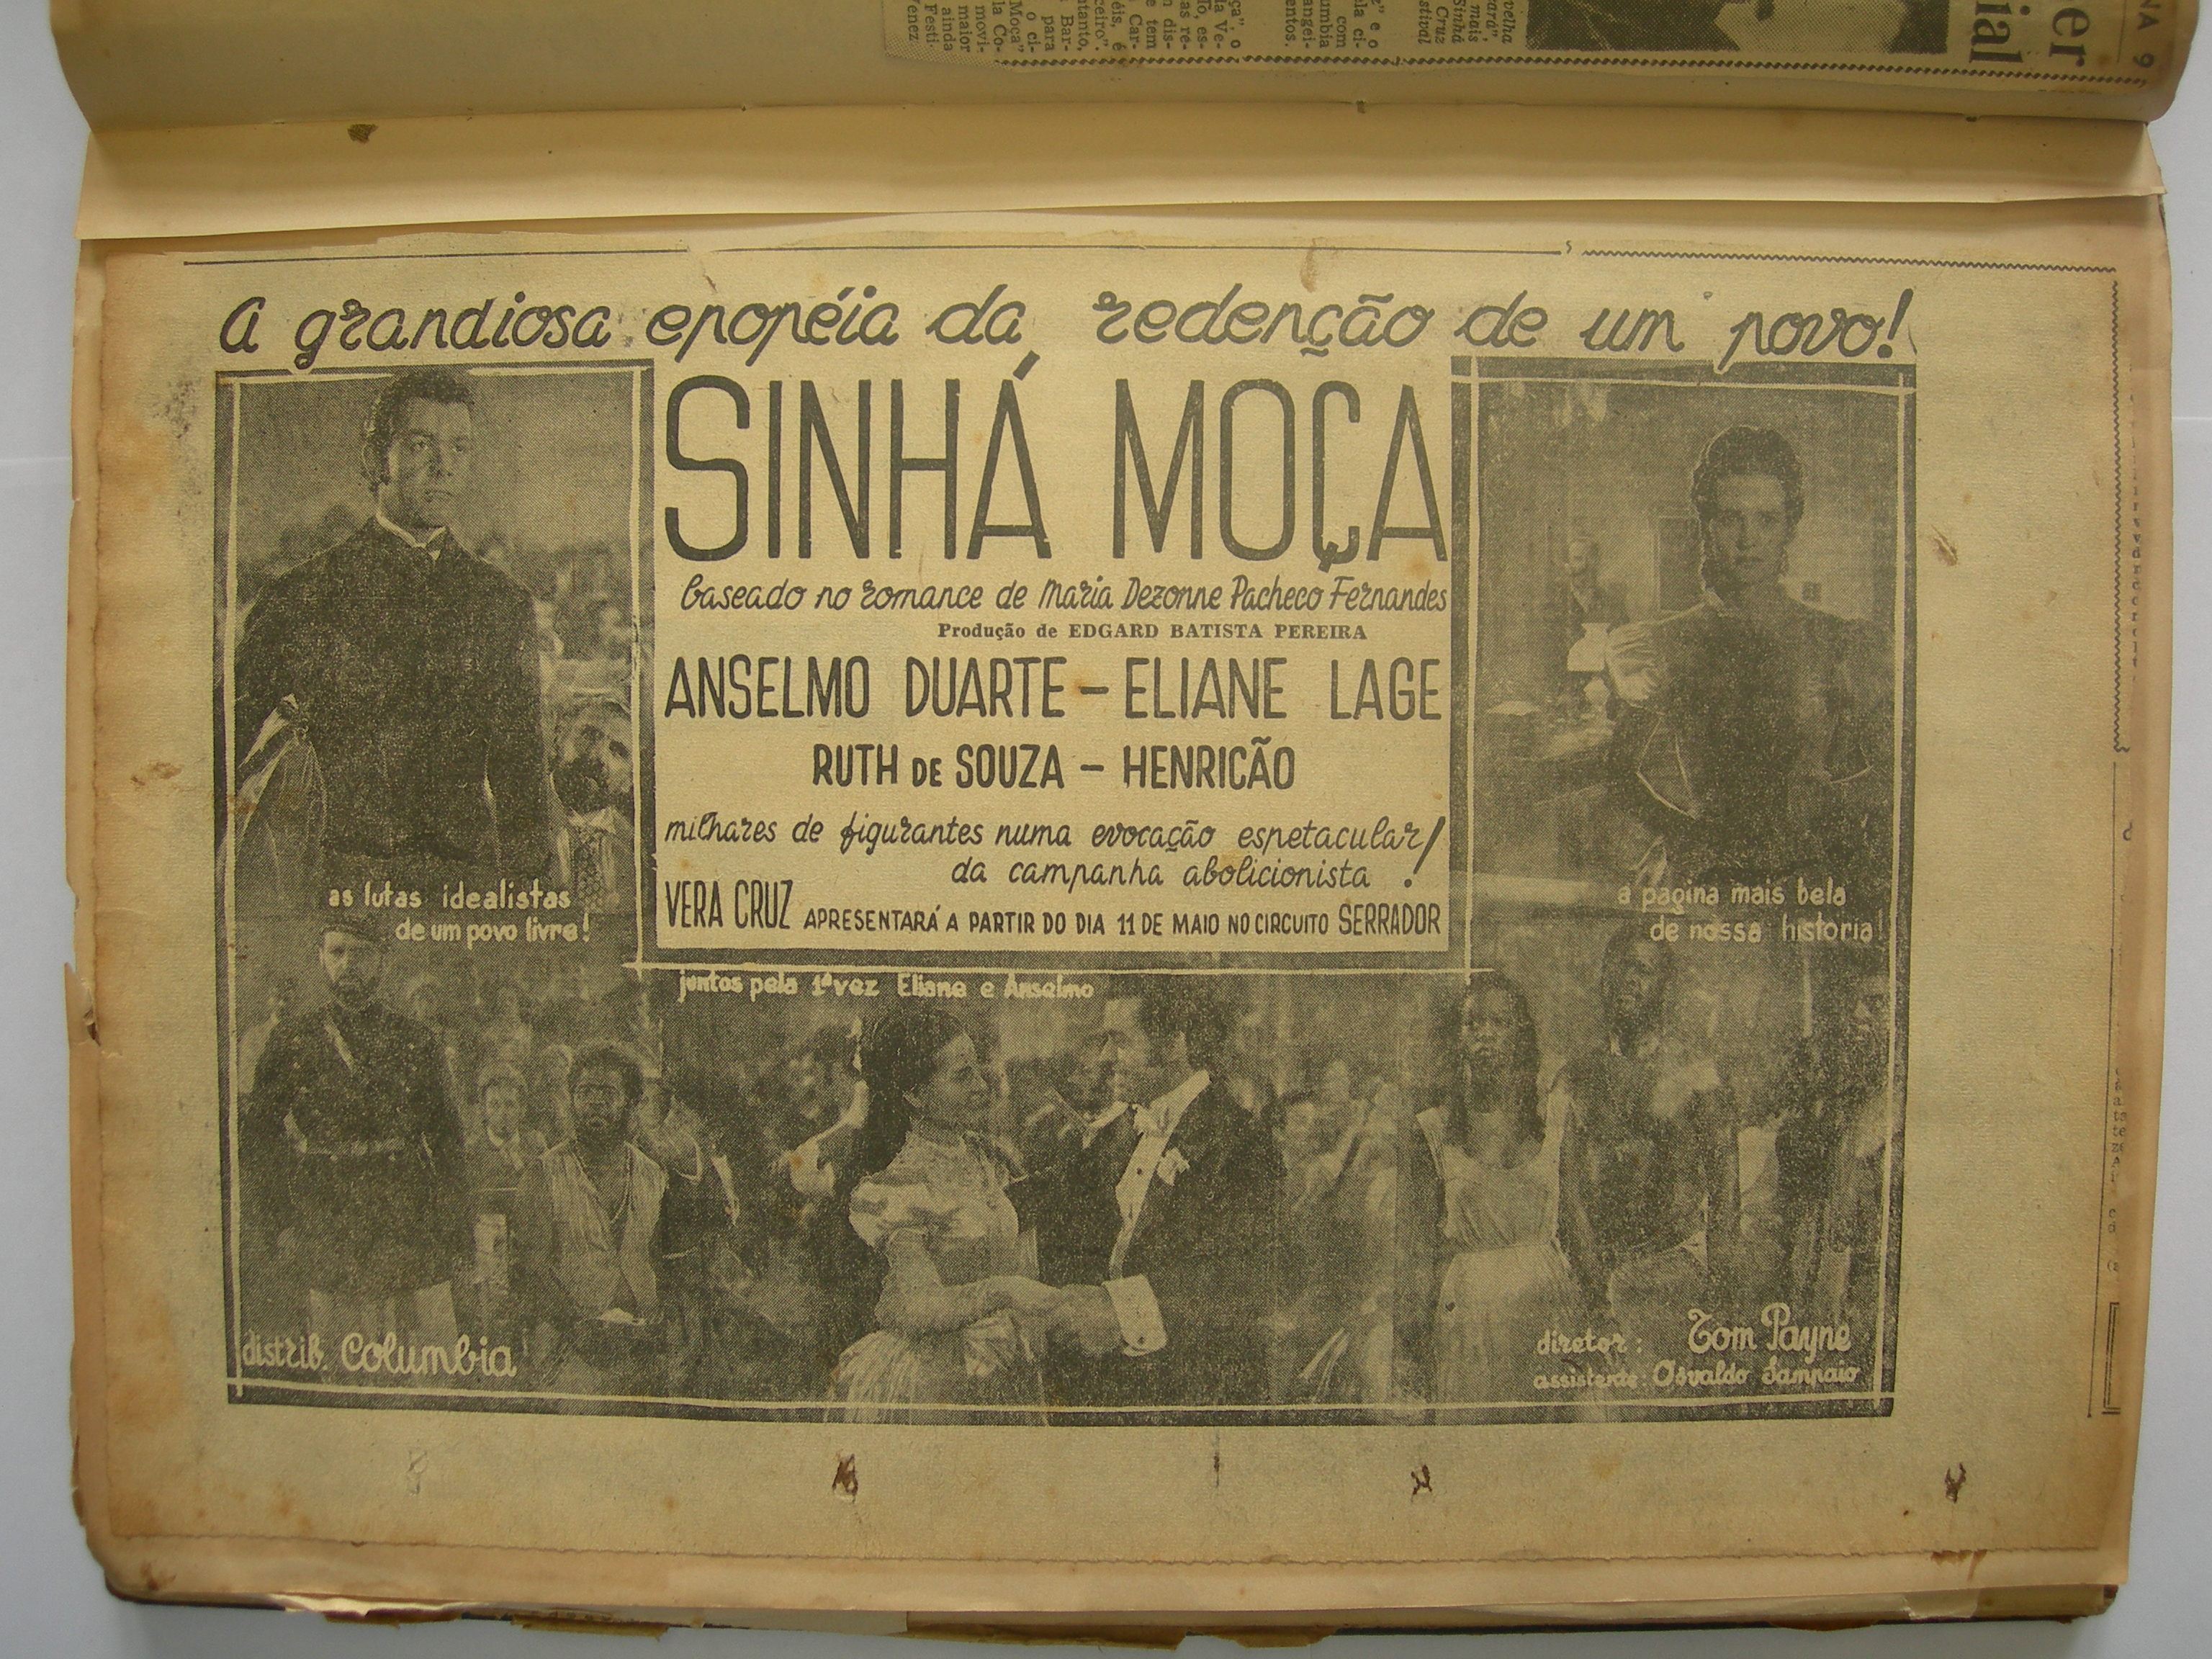 A grandiosa epopéia da redenção de um povo!
SINHÁ MOÇA
baseado no romance de Maria Dezonne Pacheco Fernandes
Produção de EDGARD BATISTA PEREIRA
ANSELMO DUARTE – ELIANE LAGE
RUTH DE SOUZA – HENRICÃO
milhares de figurantes numa evocação espetacular/
da campanha abolicionista !
VERA CRUZ APRESENTARÁ A PARTIR DO DIA 11 DE MAIO NO CIRCUITO SERRADOR
as lutas idealistas
de um povo livre!
a pagina mais bela
de nossa historia!
juntos pela 1ª vez Eliane e Anselmo
distrib. Columbia
diretor: Tom Payne
assistente: Osvaldo Sampaio